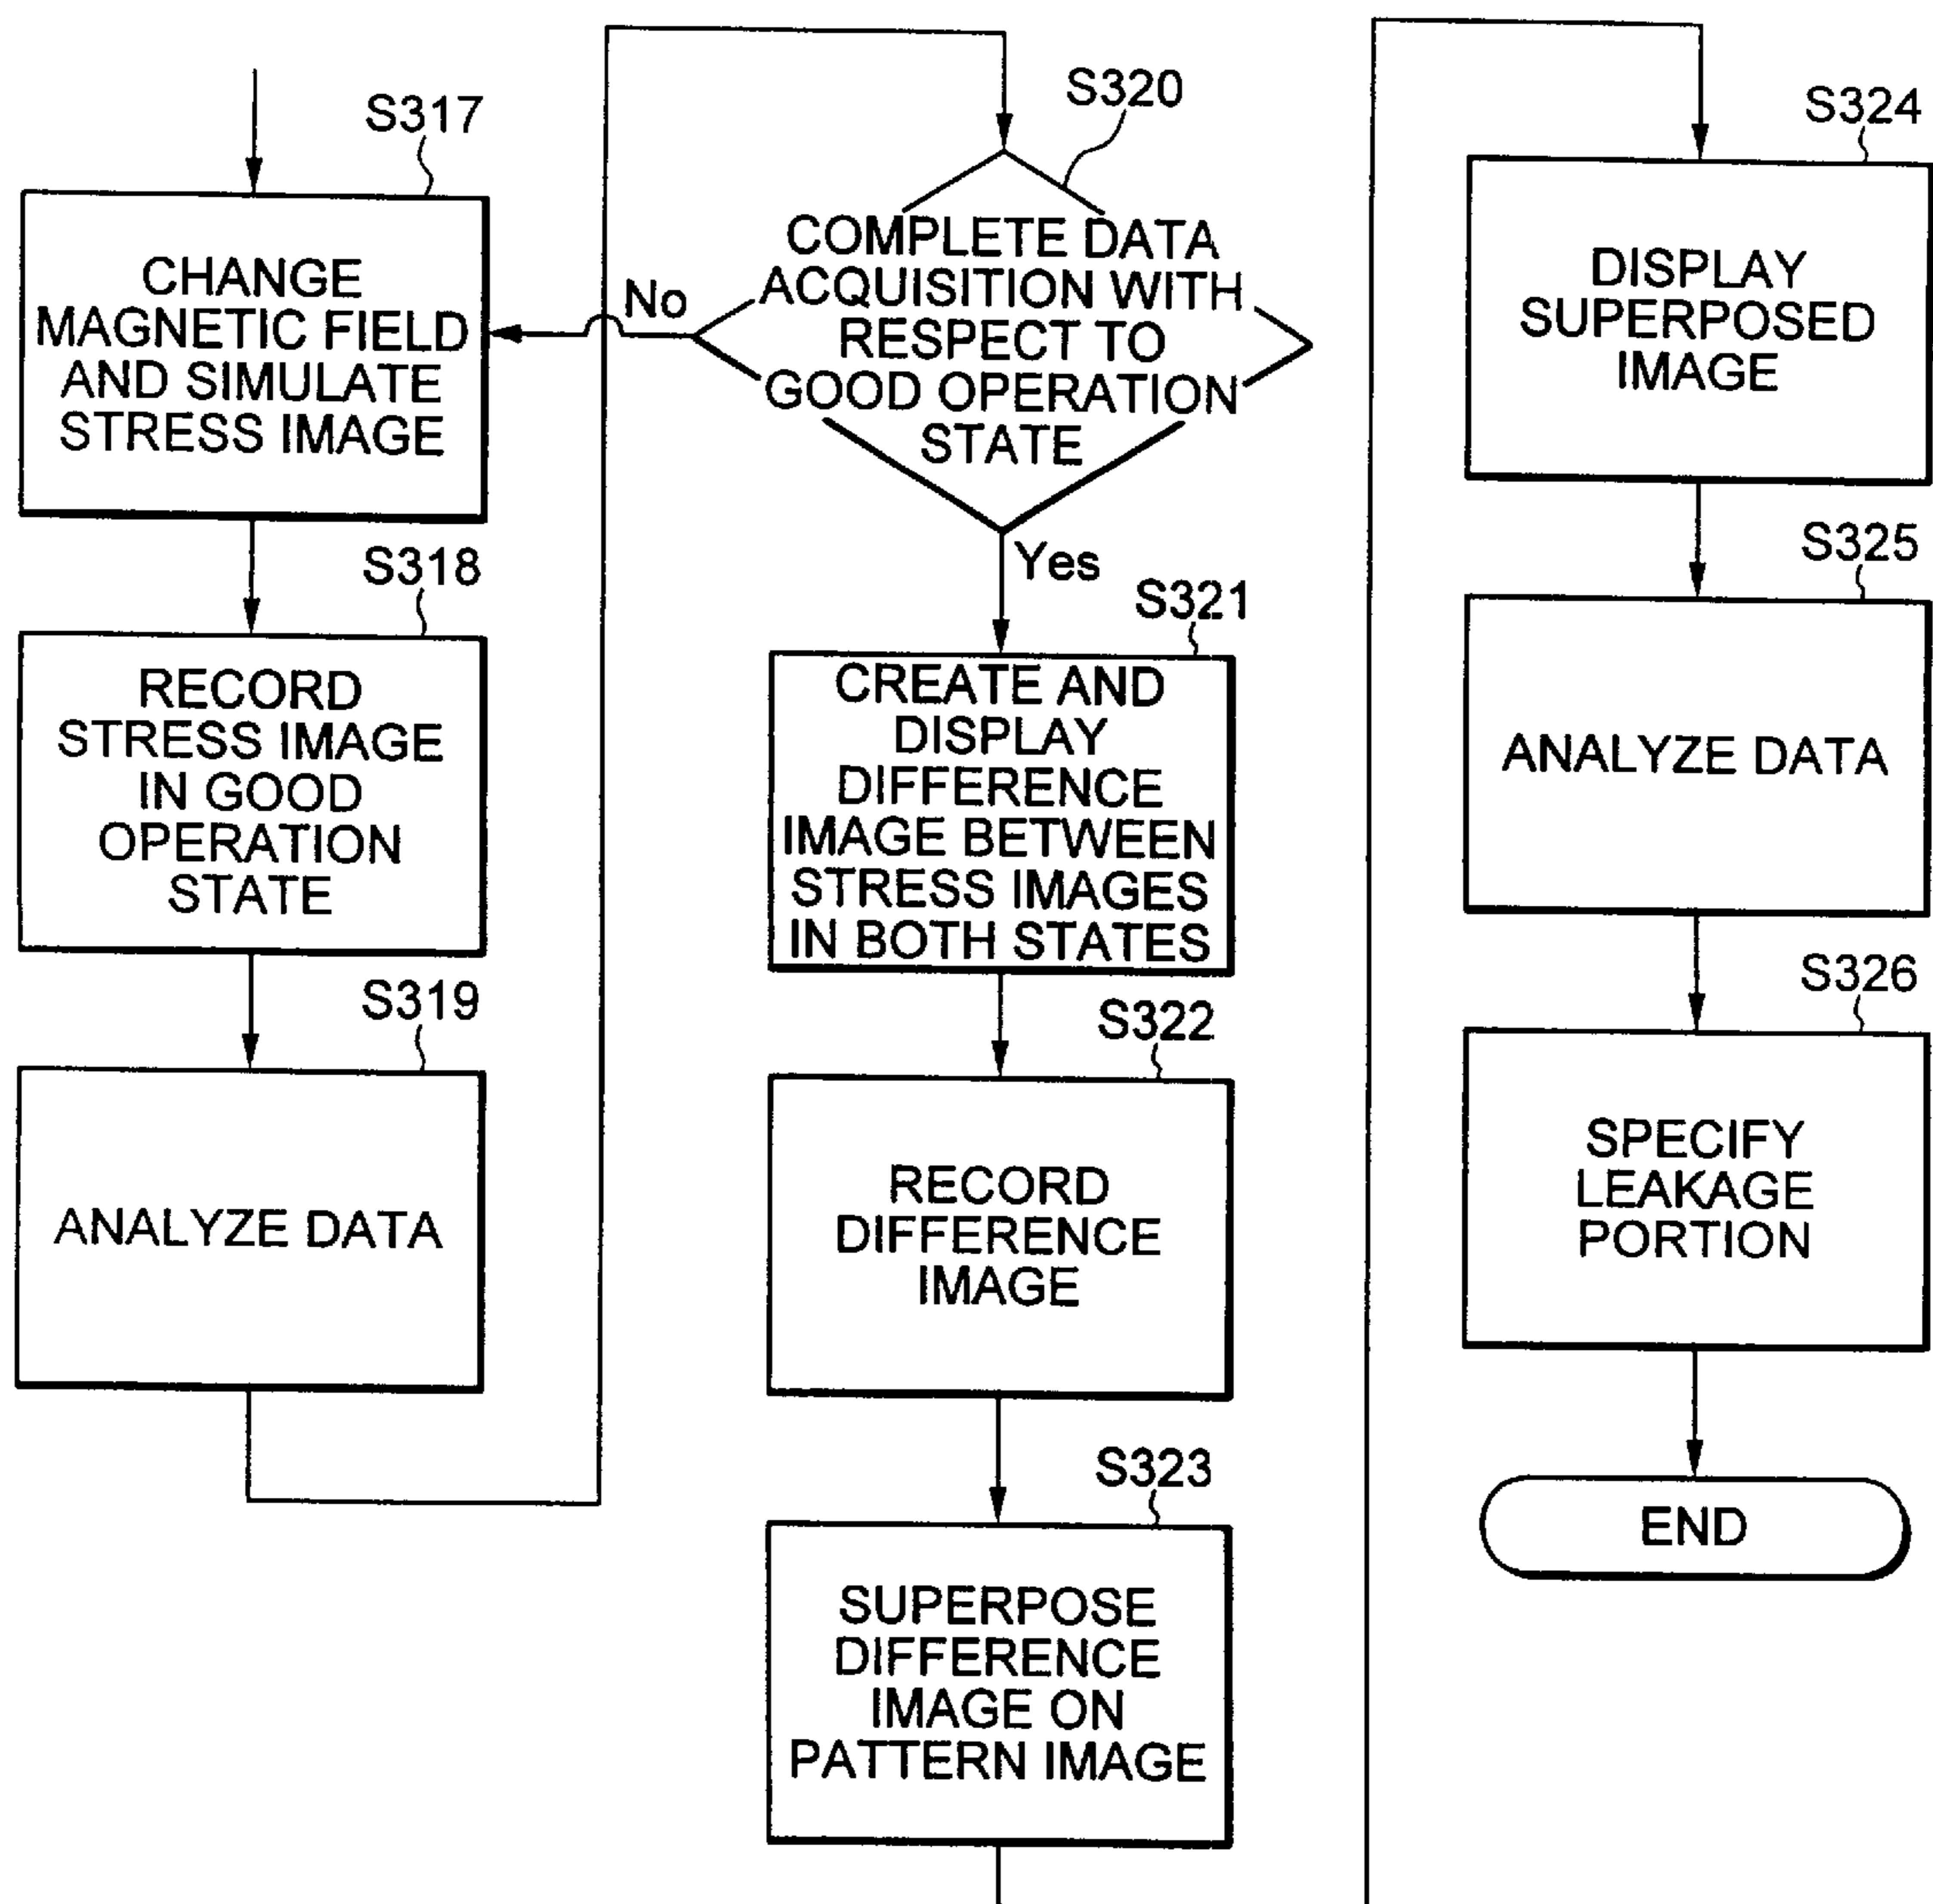 S317
CHANGE
MAGNETIC FIELD
AND SIMULATE
STRESS IMAGE
S318
RECORD
STRESS IMAGE
IN GOOD
OPERATION
STATE
S319
ANALYZE DATA
S320
COMPLETE DATA
ACQUISITION WITH
RESPECT TO
GOOD OPERATION
STATE
No
Yes
S321
CREATE AND
DISPLAY
DIFFERENCE
IMAGE BETWEEN
STRESS IMAGES
IN BOTH STATES
S322
RECORD
DIFFERENCE
IMAGE
S323
SUPERPOSE
DIFFERENCE
IMAGE ON
PATTERN IMAGE
S324
DISPLAY
SUPERPOSED
IMAGE
S325
ANALYZE DATA
S326
SPECIFY
LEAKAGE
PORTION
END